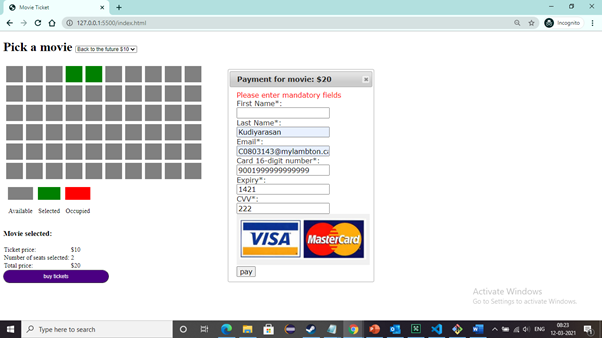 Movie Ticket
127.0.0.1:5500/index.html
Incognito
Pick a movie Back to the future $10
Available Selected Occupied
Movie selected:
Ticket price: $10
Number of seats selected: 2
Total price: $20
buy tickets
Payment for movie: $20
Please enter mandatory fields
First Name*:
Last Name*:
Kudiyarasan
Email*:
C0803143@mylambton.c
Card 16-digit number*:
9001999999999999
Expiry*:
1421
CVV*:
222
VISA MasterCard
pay
Activate Windows
Go to Settings to activate Windows.
Type here to search
ENG
08:23
12-03-2021